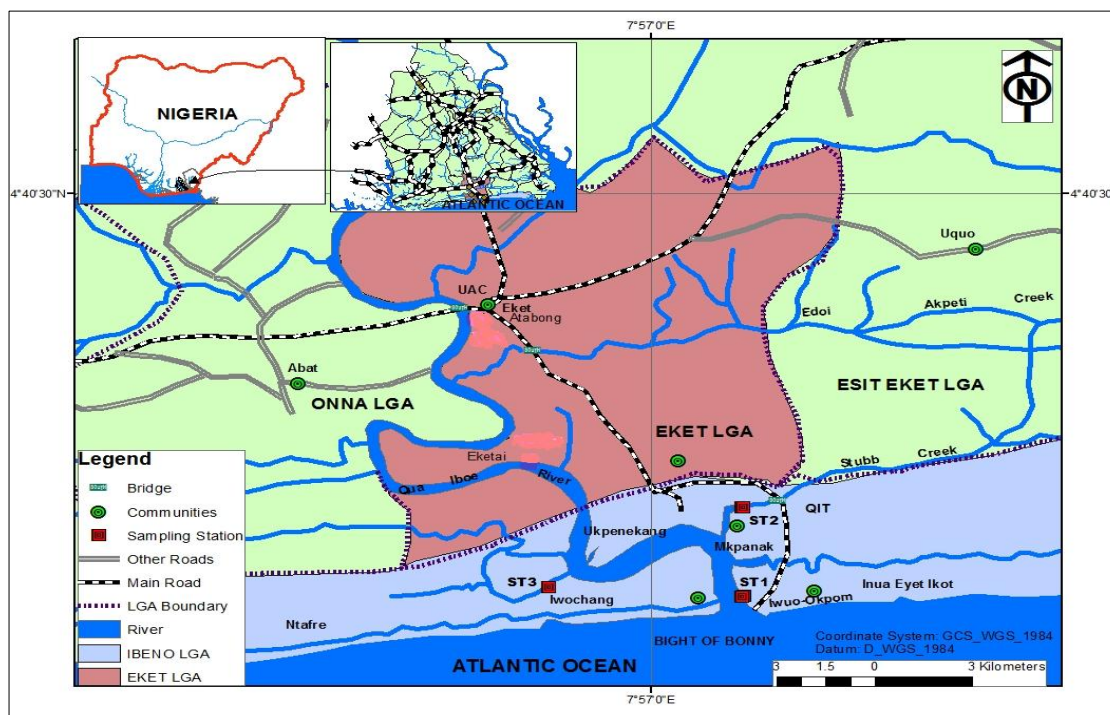 7°57'0"E
NIGERIA
ATLANTIC OCEAN
N
4°40'30"N
4°40'30"
Uquo
UAC
Eket
Atabong
Edoi
Akpeti
Creek
Abat
ONNA LGA
ESIT EKET LGA
EKET LGA
Eketai
Stubb Creek
Qua Iboe River
Legend
Bridge
Communities
Sampling Station
Other Roads
Main Road
LGA Boundary
River
IBENO LGA
EKET LGA
QIT
ST2
Ukpenekang
Mkpanak
ST3
ST1
Iwochang
Iwuo-Okpom
Inua Eyet Ikot
Ntafre
BIGHT OF BONNY
Coordinate System: GCS_WGS_1984
Datum: D_WGS_1984
ATLANTIC OCEAN
3 1.5 0 3 Kilometers
7°57'0"E